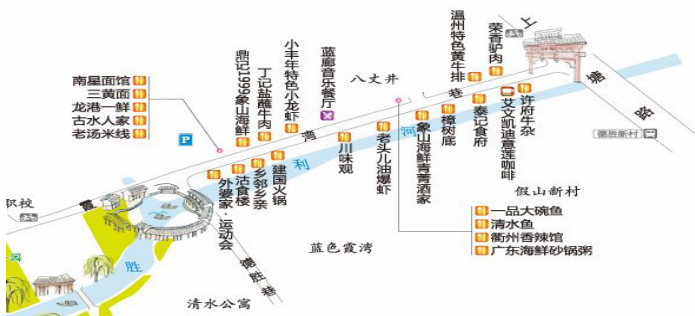 南星面馆
三黄面
龙港一鲜
古水人家
老汤米线
P
鼎记1999象山海鲜
丁记盐蘸牛肉
小丰年特色小龙虾
蓝廊音乐餐厅
八丈井
温州特色黄牛排
荣香驴肉
上塘路
德胜新村
霞湾巷
胜利河
外婆家·运动会
沽食楼
乡邻乡亲
建国火锅
川味观
老头儿油爆虾
象山海鲜青菁酒家
樟树底
秦记食府
艾文凯迪意莲咖啡
许府牛杂
假山新村
职校
蓝色霞湾
德胜巷
清水公寓
一品大碗鱼
清水鱼
衢州香辣馆
广东海鲜砂锅粥